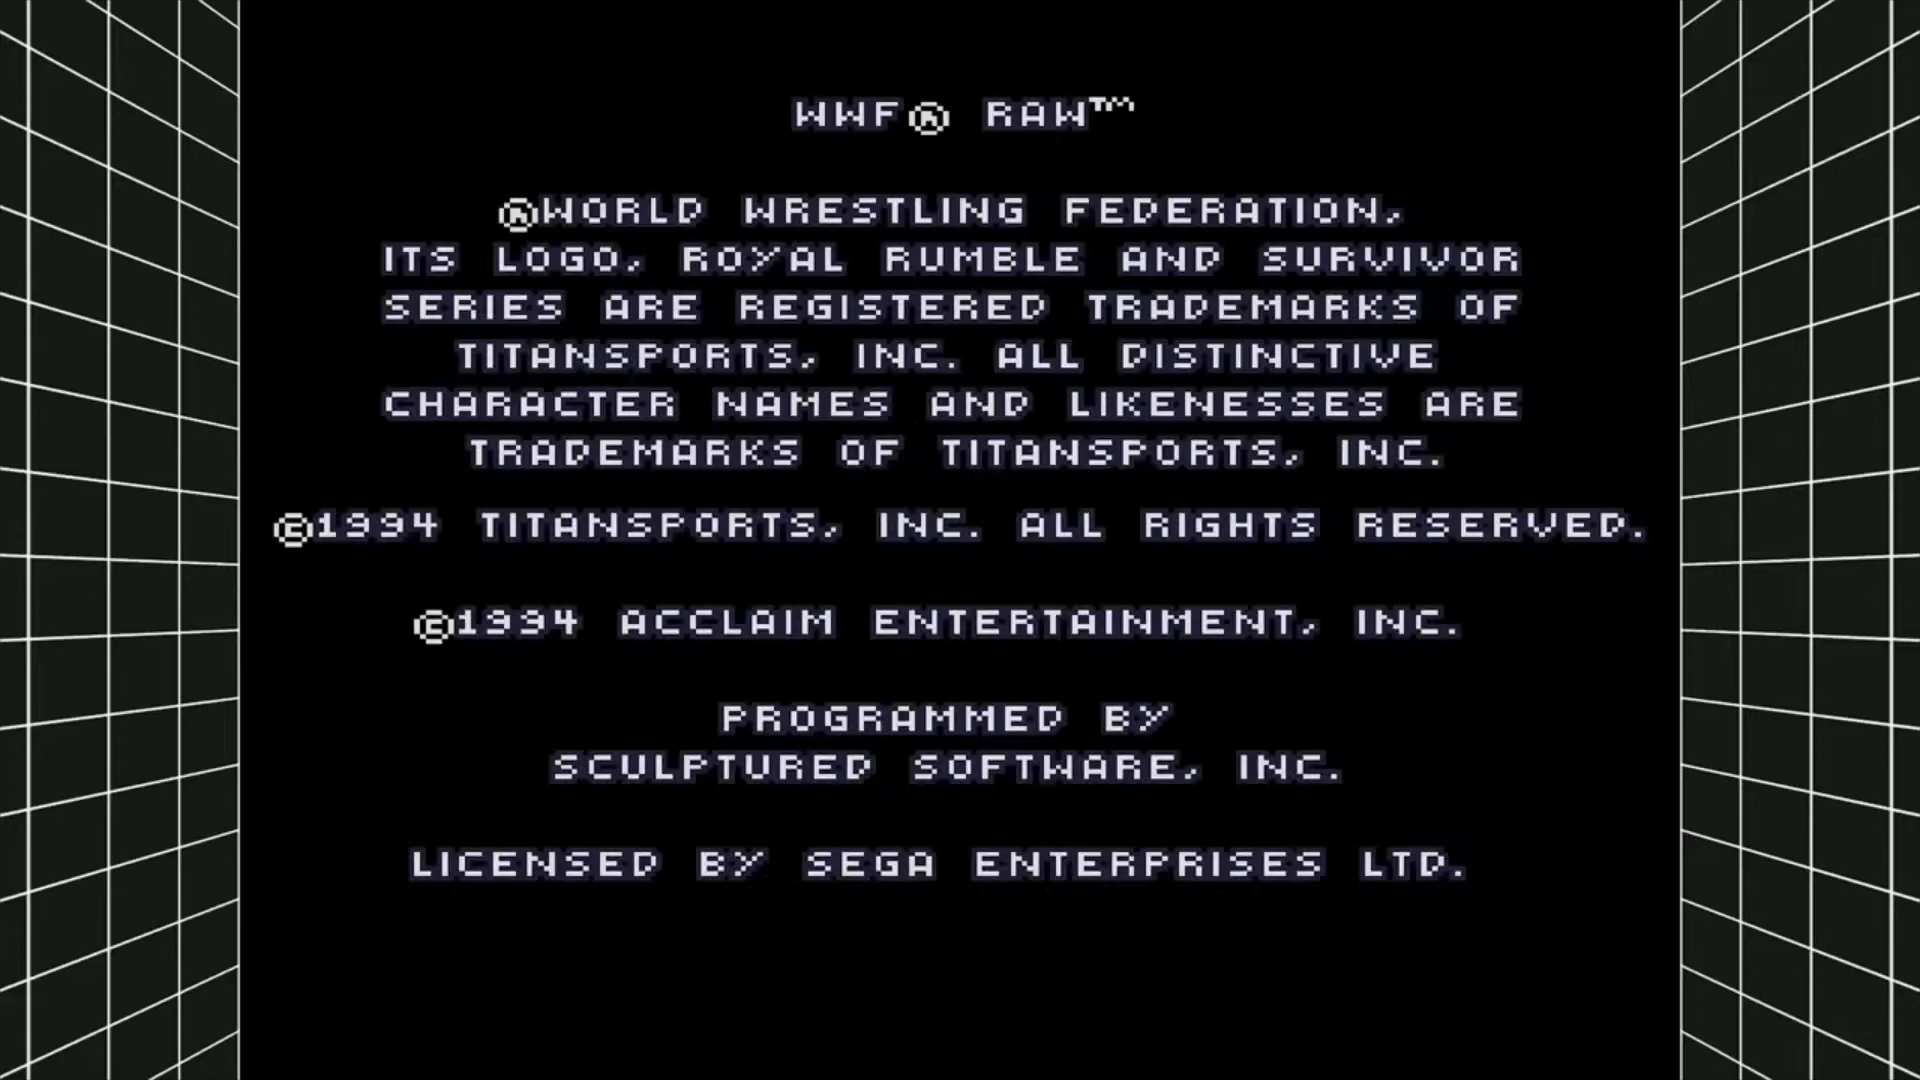 WWF® RAW™
®WORLD WRESTLING FEDERATION,
ITS LOGO, ROYAL RUMBLE AND SURVIVOR
SERIES ARE REGISTERED TRADEMARKS OF
TITANSPORTS, INC. ALL DISTINCTIVE
CHARACTER NAMES AND LIKENESSES ARE
TRADEMARKS OF TITANSPORTS, INC.
©1994 TITANSPORTS, INC. ALL RIGHTS RESERVED.
©1994 ACCLAIM ENTERTAINMENT, INC.
PROGRAMMED BY
SCULPTURED SOFTWARE, INC.
LICENSED BY SEGA ENTERPRISES LTD.